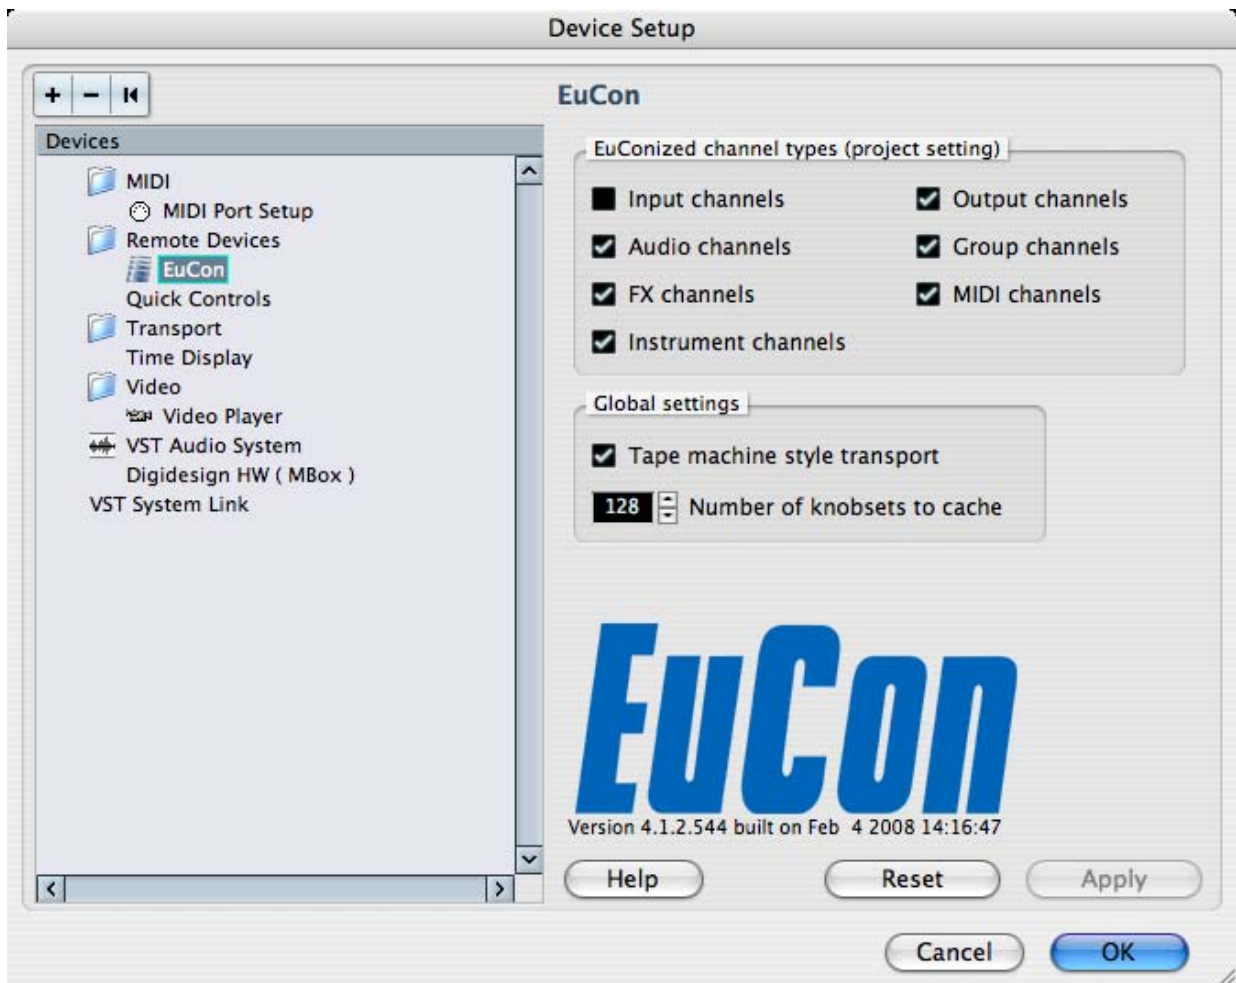 Device Setup
+ -
EuCon
Devices
MIDI
MIDI Port Setup
Remote Devices
EuCon
Quick Controls
Transport
Time Display
Video
Video Player
VST Audio System
Digidesign HW ( MBox )
VST System Link
EuConized channel types (project setting)
Input channels
Output channels
Audio channels
Group channels
FX channels
MIDI channels
Instrument channels
Global settings
Tape machine style transport
128 Number of knobsets to cache
EuCon
Version 4.1.2.544 built on Feb  4 2008 14:16:47
Help
Reset
Apply
Cancel
OK